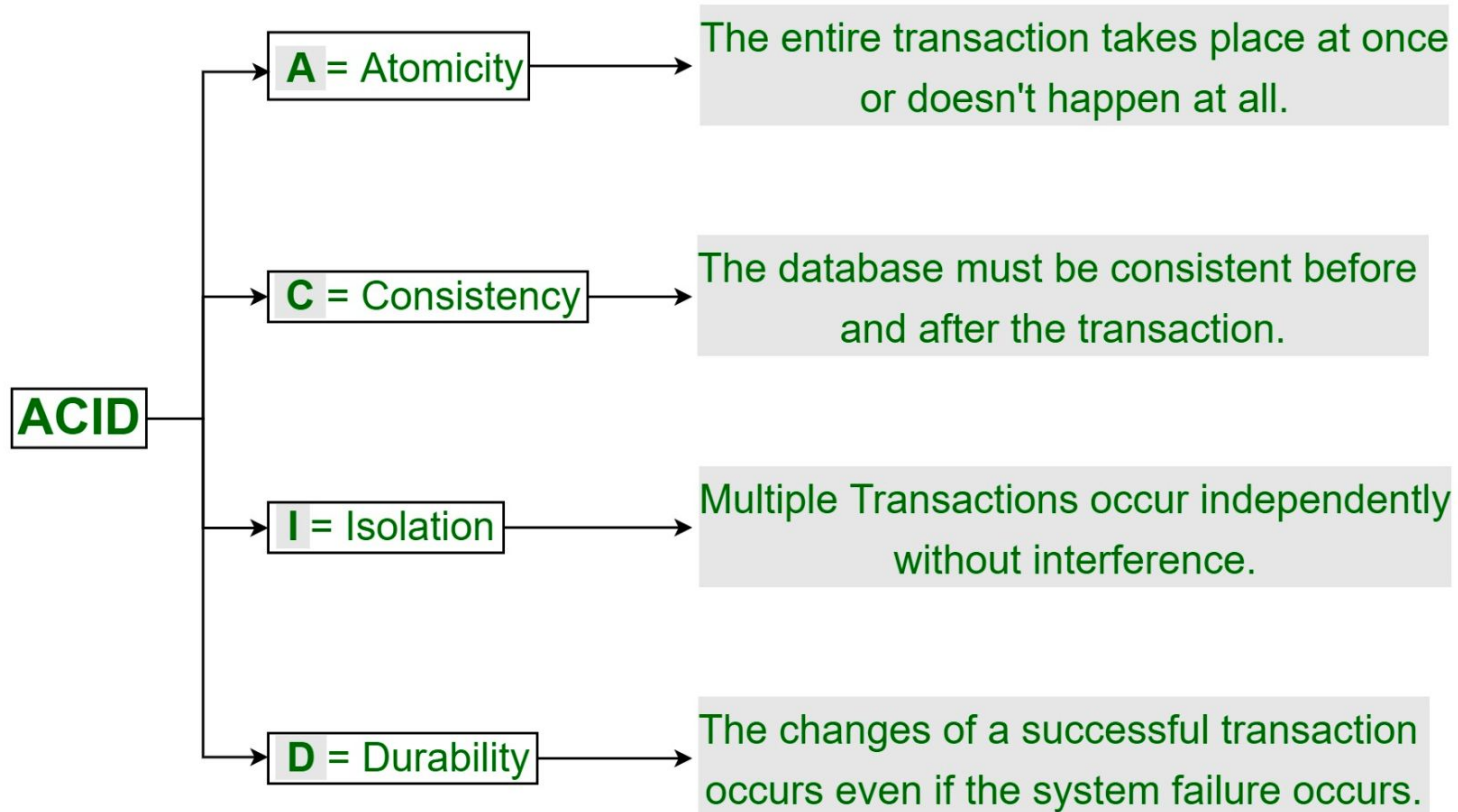 A = Atomicity
The entire transaction takes place at once
or doesn't happen at all.
C = Consistency
The database must be consistent before
and after the transaction.
ACID
I = Isolation
Multiple Transactions occur independently
without interference.
D = Durability
The changes of a successful transaction
occurs even if the system failure occurs.